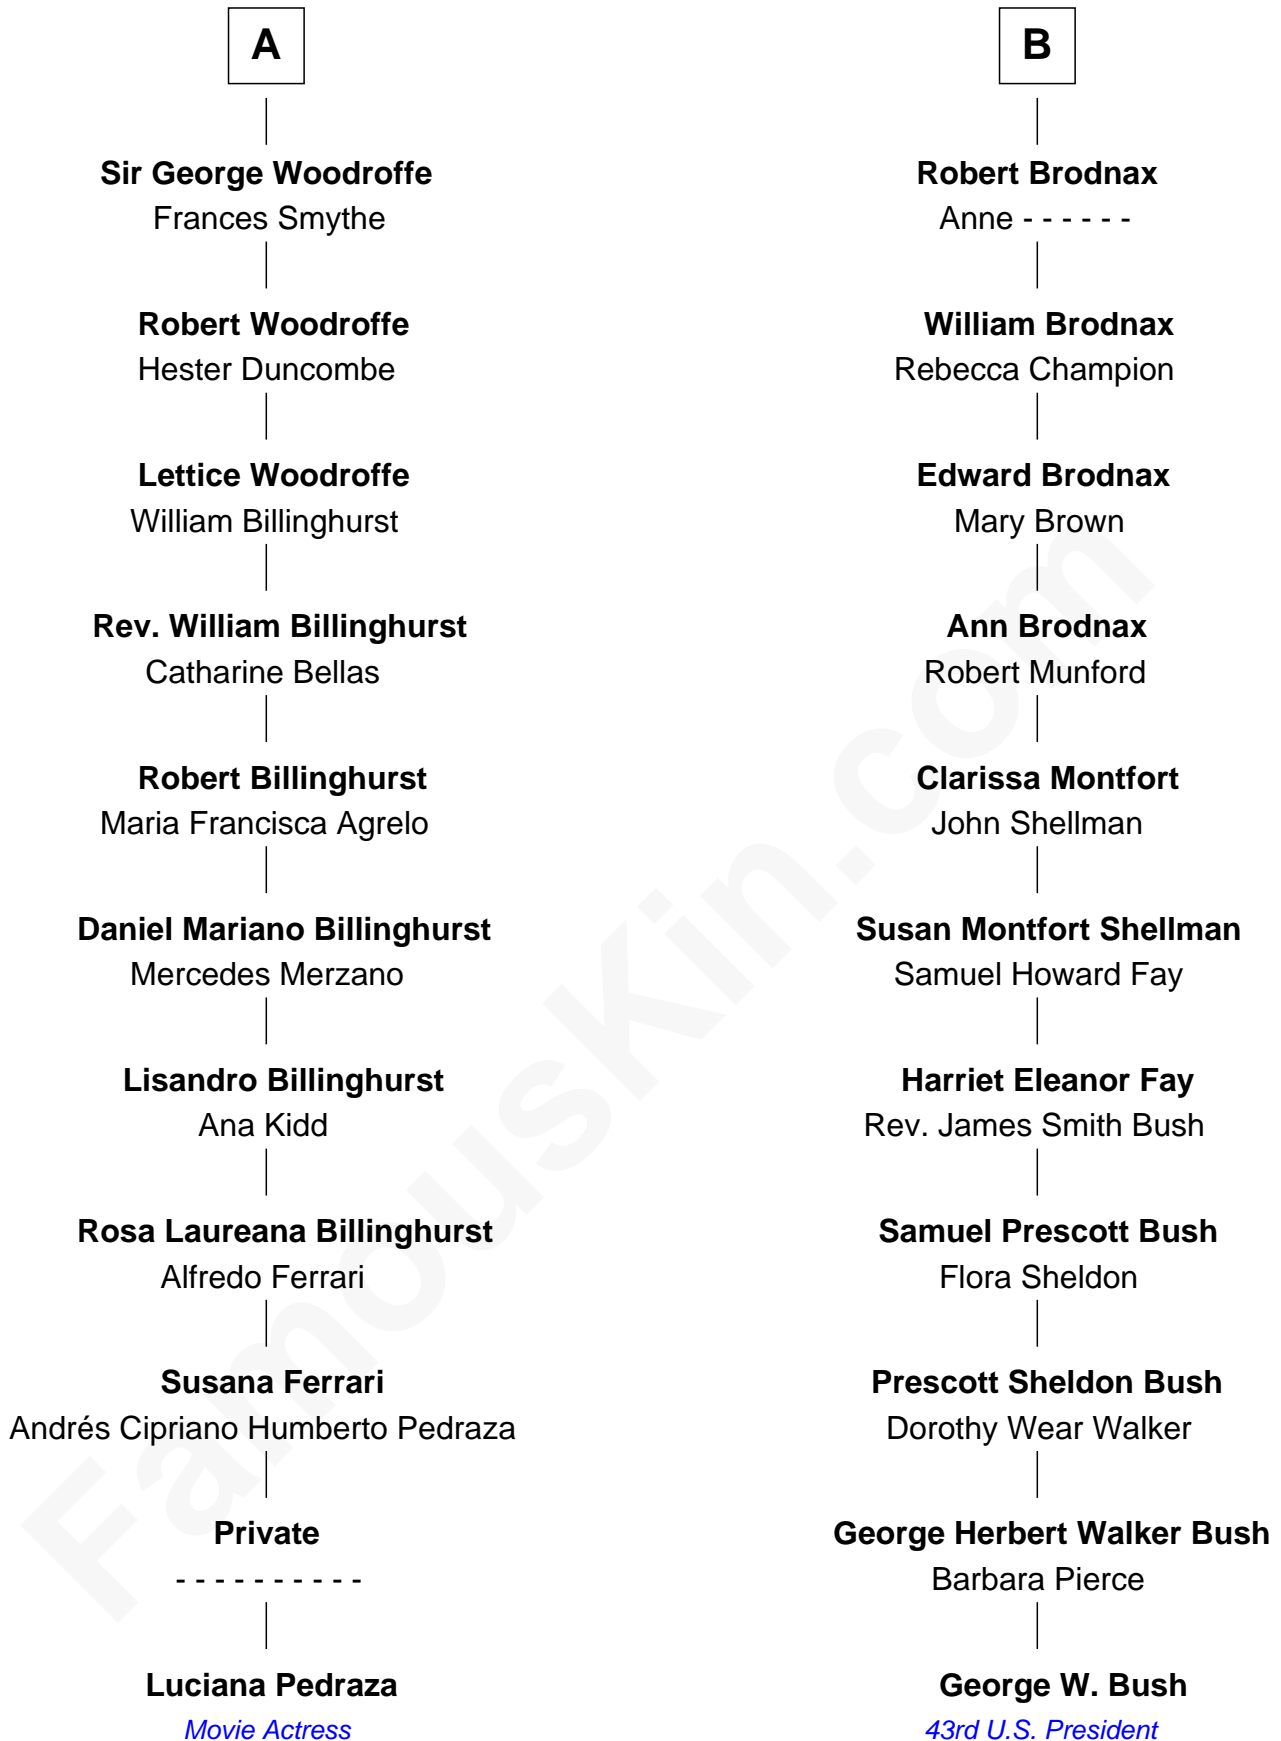 A
Sir George Woodroffe
Frances Smythe
Robert Woodroffe
Hester Duncombe
Lettice Woodroffe
William Billinghurst
Rev. William Billinghurst
Catharine Bellas
Robert Billinghurst
Maria Francisca Agrelo
Daniel Mariano Billinghurst
Mercedes Merzano
Lisandro Billinghurst
Ana Kidd
Rosa Laureana Billinghurst
Alfredo Ferrari
Susana Ferrari
Andrés Cipriano Humberto Pedraza
Private
- - - - - - - - - -
Luciana Pedraza
Movie Actress
B
Robert Brodnax
Anne - - - - - -
William Brodnax
Rebecca Champion
Edward Brodnax
Mary Brown
Ann Brodnax
Robert Munford
Clarissa Montfort
John Shellman
Susan Montfort Shellman
Samuel Howard Fay
Harriet Eleanor Fay
Rev. James Smith Bush
Samuel Prescott Bush
Flora Sheldon
Prescott Sheldon Bush
Dorothy Wear Walker
George Herbert Walker Bush
Barbara Pierce
George W. Bush
43rd U.S. President
FamousKin.com